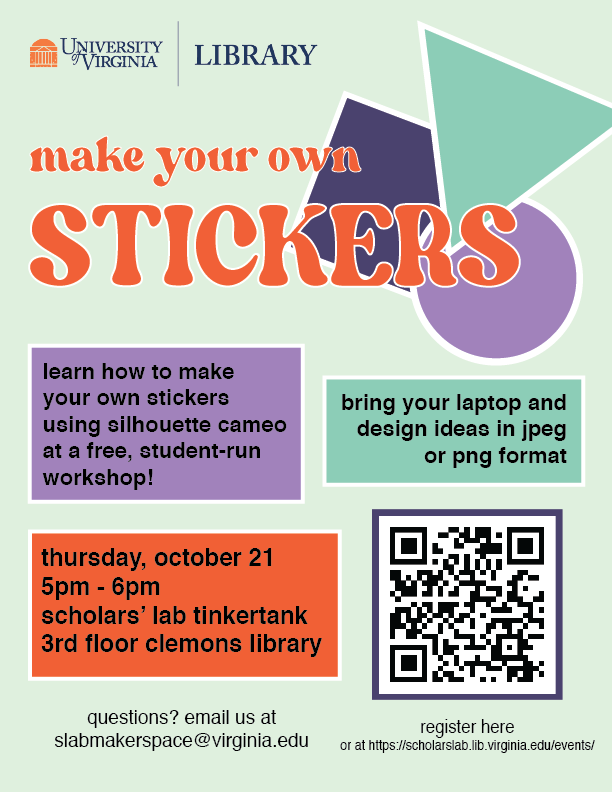 UNIVERSITY
of VIRGINIA
LIBRARY
make your own
STICKERS
learn how to make
your own stickers
using silhouette cameo
at a free, student-run
workshop!
bring your laptop and
design ideas in jpeg
or png format
thursday, october 21
5pm - 6pm
scholars’ lab tinkertank
3rd floor clemons library
questions? email us at
slabmakerspace@virginia.edu
register here
or at https://scholarslab.lib.virginia.edu/events/